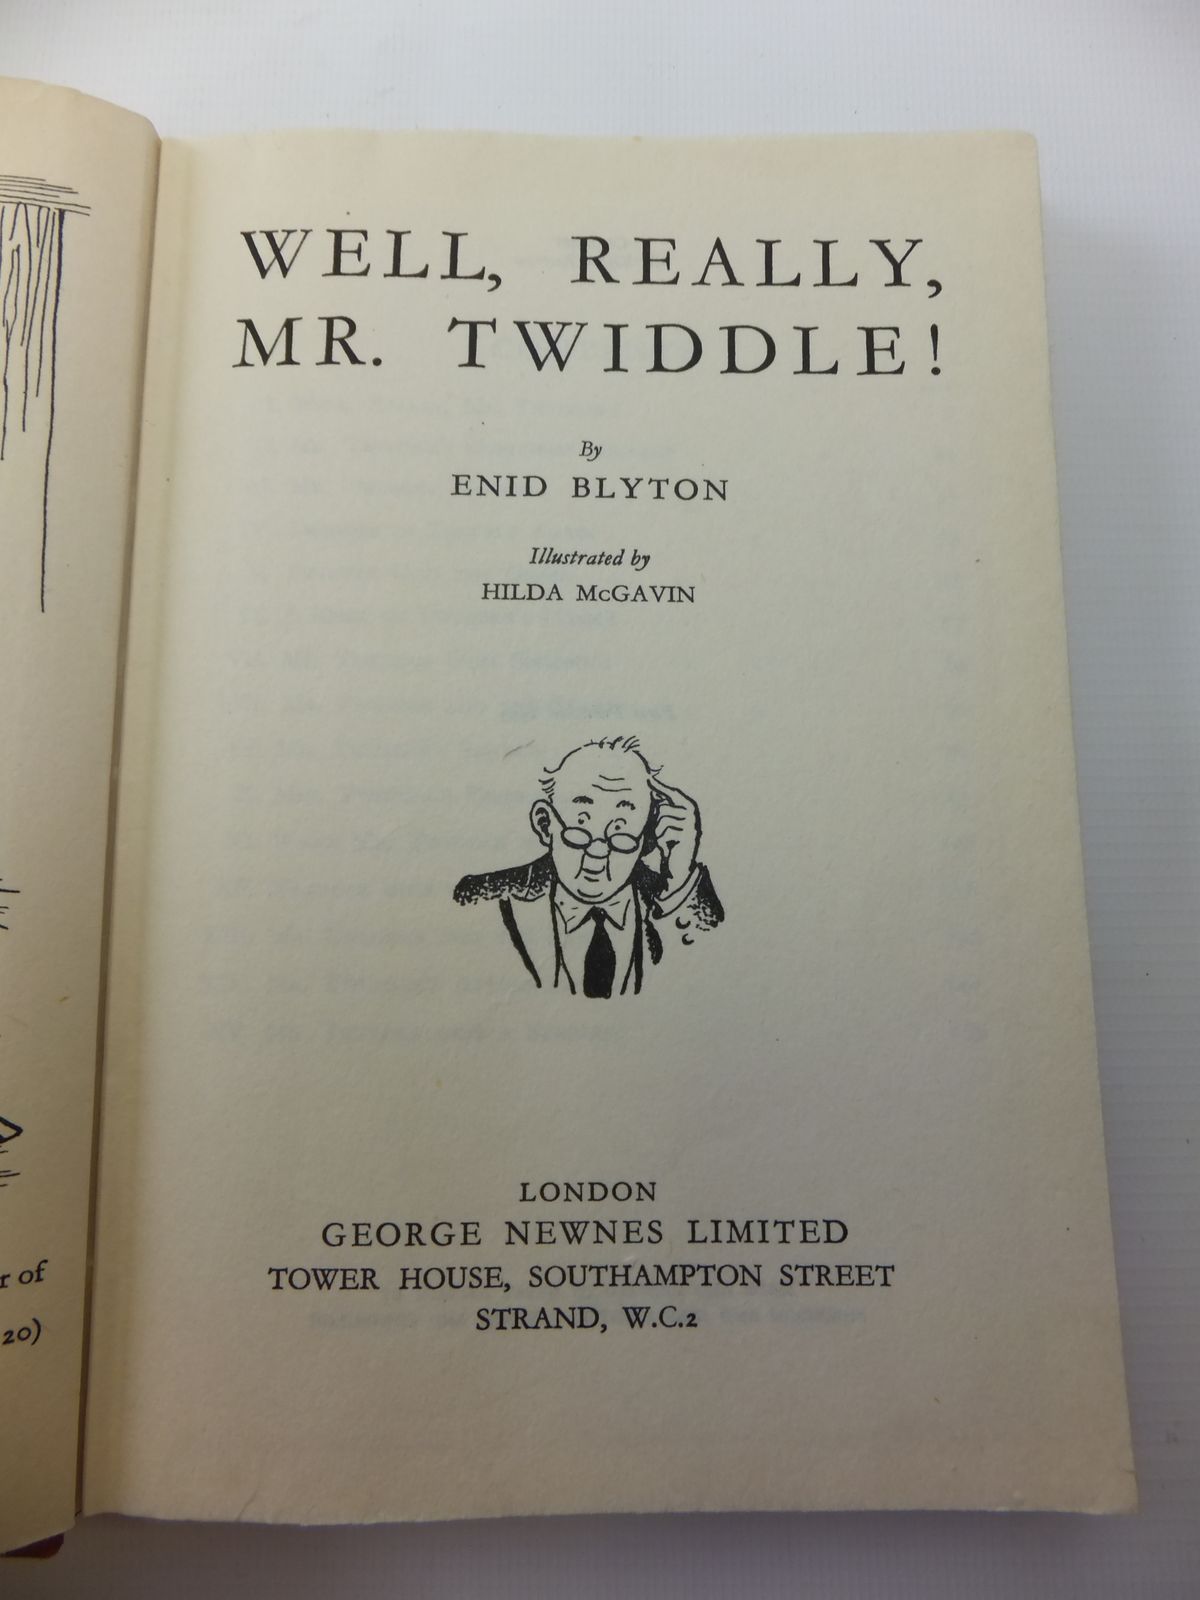 WELL, REALLY,
MR. TWIDDLE!
By
ENID BLYTON
Illustrated by
HILDA McGAVIN
LONDON
GEORGE NEWNES LIMITED
TOWER HOUSE, SOUTHAMPTON STREET
STRAND, W.C.2
r of
20)